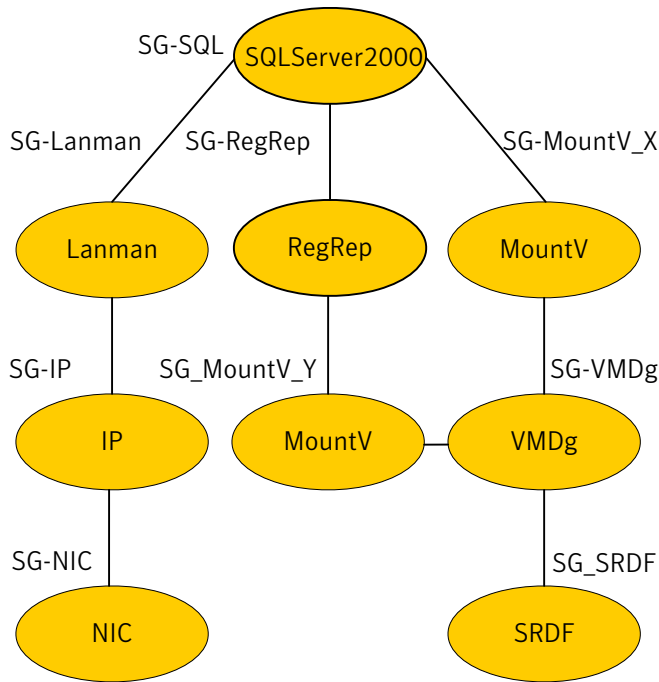 SG-SQL
SQLServer2000
SG-Lanman
SG-RegRep
SG-MountV_X
Lanman
RegRep
MountV
SG-IP
SG_MountV_Y
SG-VMDg
IP
MountV
VMDg
SG-NIC
SG_SRDF
NIC
SRDF